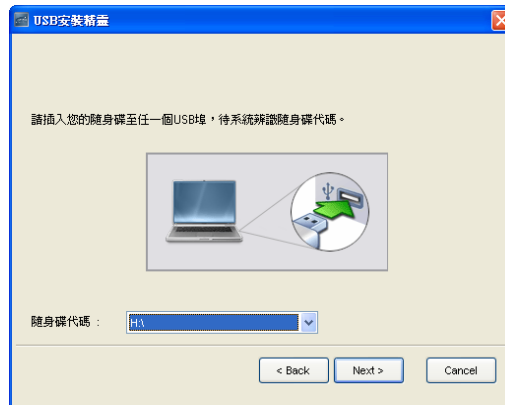 USB安裝精靈
請插入您的隨身碟至任一個USB埠，待系統辨識隨身碟代碼。
隨身碟代碼 : H:\
< Back Next > Cancel